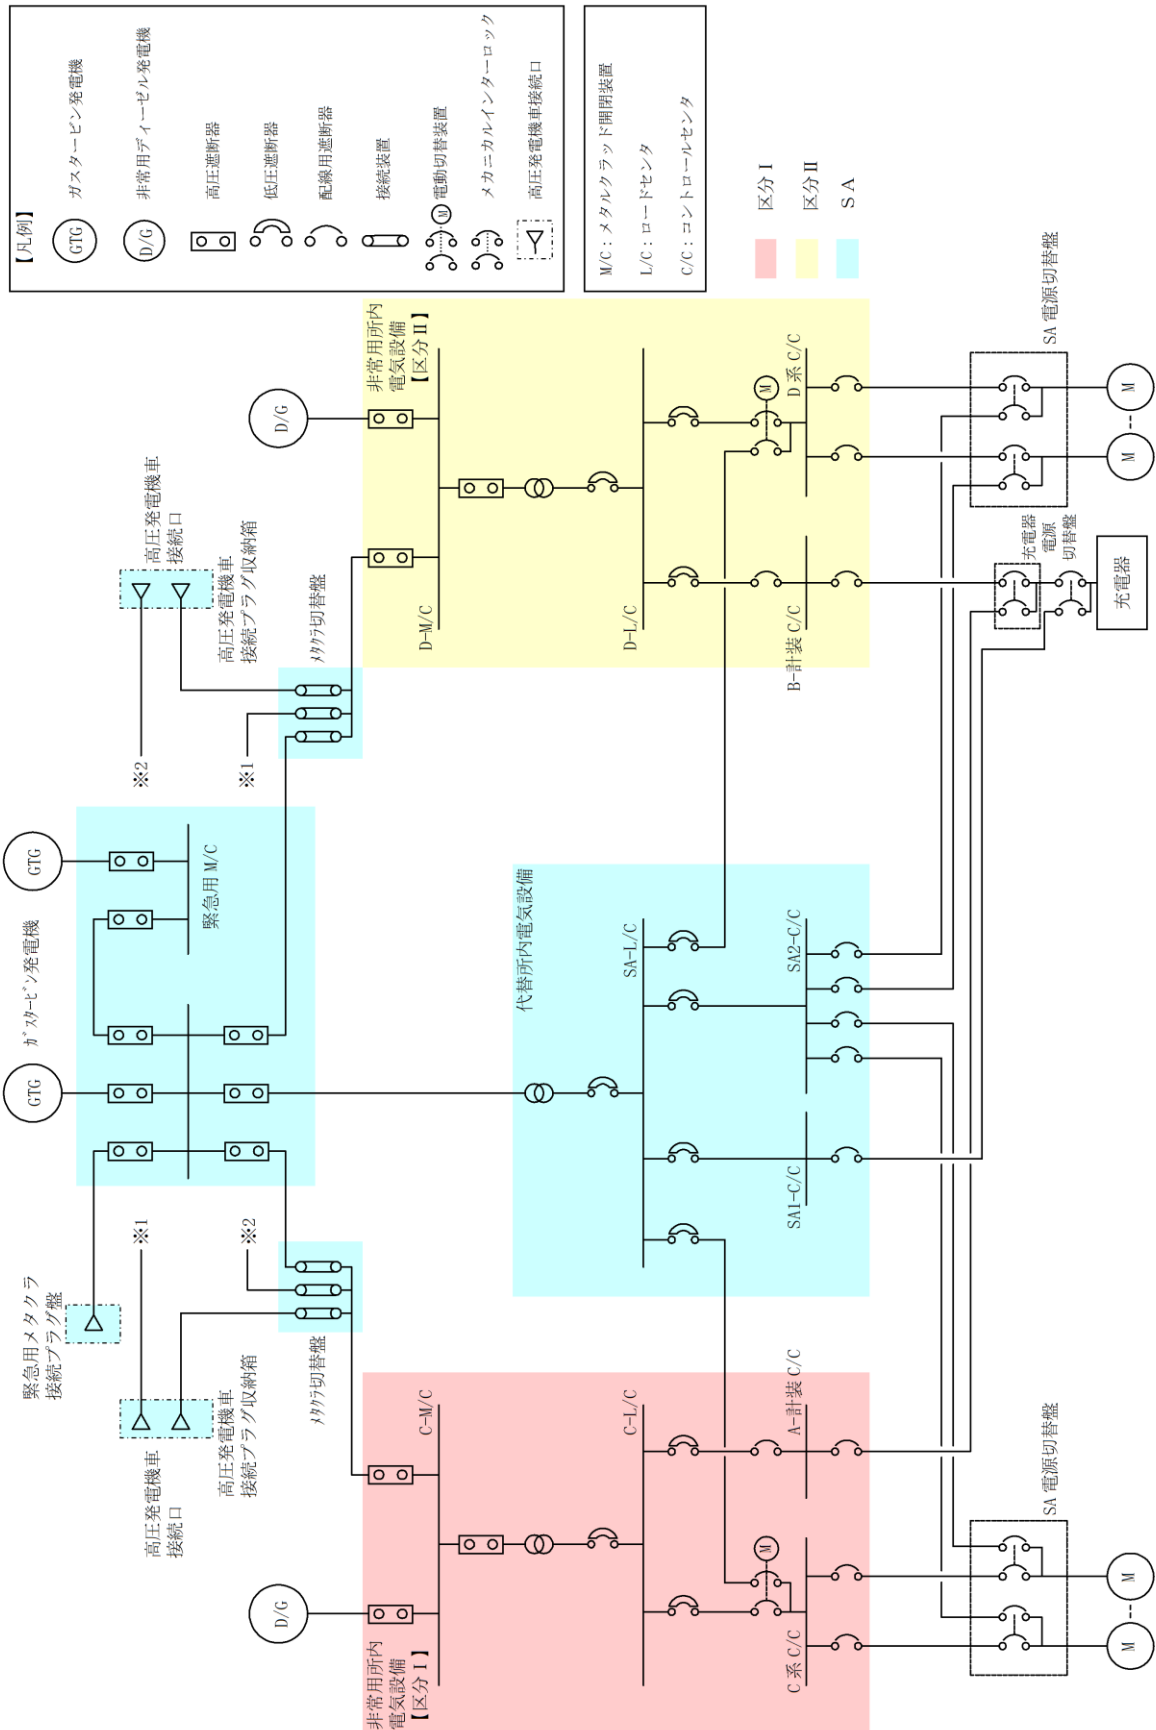 【凡例】
GTG
ガスタービン発電機
D/G
非常用ディーゼル発電機
高圧遮断器
低圧遮断器
配線用遮断器
接続装置
M
電動切替装置
メカニカルインターロック
高圧発電機車接続口
M/C：メタルクラッド開閉装置
L/C：ロードセンタ
C/C：コントロールセンタ
区分Ⅰ
区分Ⅱ
ＳＡ
緊急用メタクラ
接続プラグ盤
GTG
ｶﾞｽﾀｰﾋﾞﾝ発電機
GTG
緊急用 M/C
高圧発電機車
接続口
※1
高圧発電機車
接続プラグ収納箱
※2
ﾒﾀｸﾗ切替盤
※2
※1
高圧発電機車
接続口
高圧発電機車
接続プラグ収納箱
ﾒﾀｸﾗ切替盤
D/G
非常用所内
電気設備
【区分Ⅰ】
C-M/C
C-L/C
M
C 系 C/C
A-計装 C/C
代替所内電気設備
SA-L/C
SA1-C/C
SA2-C/C
D/G
非常用所内
電気設備
【区分Ⅱ】
D-M/C
D-L/C
M
B-計装 C/C
D 系 C/C
SA 電源切替盤
M
M
充電器
電源
切替盤
充電器
SA 電源切替盤
M
M